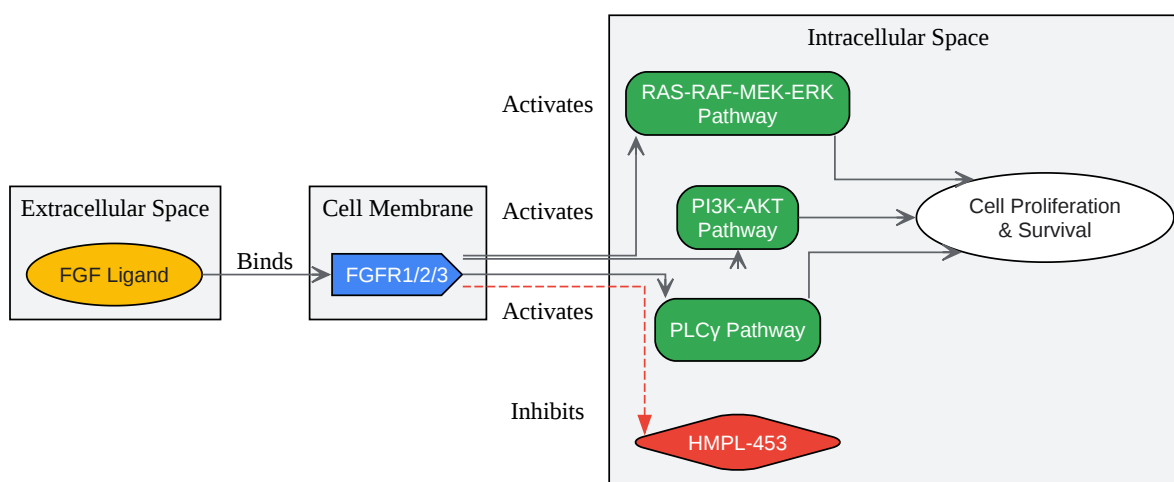 Intracellular Space
RAS-RAF-MEK-ERK
Pathway
Activates
Extracellular Space
Cell Membrane
Activates
PI3K-AKT
Pathway
Cell Proliferation
& Survival
FGF Ligand
Binds
FGFR1/2/3
Activates
PLCγ Pathway
Inhibits
HMPL-453